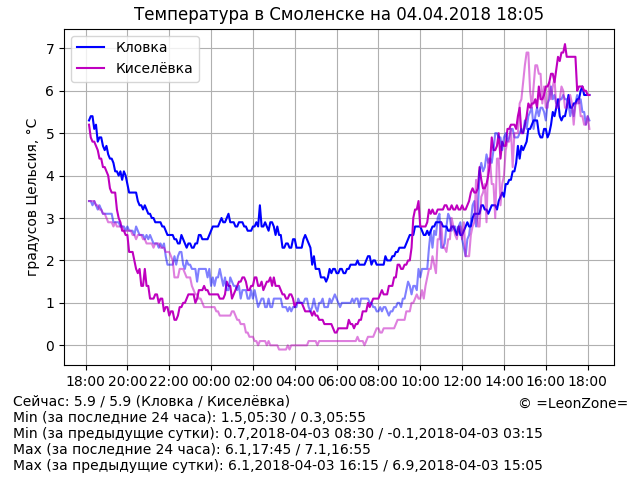 Температура в Смоленске на 04.04.2018 18:05
Кловка
Киселёвка
градусов Цельсия, °C
7
6
5
4
3
2
1
0
18:00 20:00 22:00 00:00 02:00 04:00 06:00 08:00 10:00 12:00 14:00 16:00 18:00
Сейчас: 5.9 / 5.9 (Кловка / Киселёвка)
© =LeonZone=
Min (за последние 24 часа): 1.5,05:30 / 0.3,05:55
Min (за предыдущие сутки): 0.7,2018-04-03 08:30 / -0.1,2018-04-03 03:15
Max (за последние 24 часа): 6.1,17:45 / 7.1,16:55
Max (за предыдущие сутки): 6.1,2018-04-03 16:15 / 6.9,2018-04-03 15:05